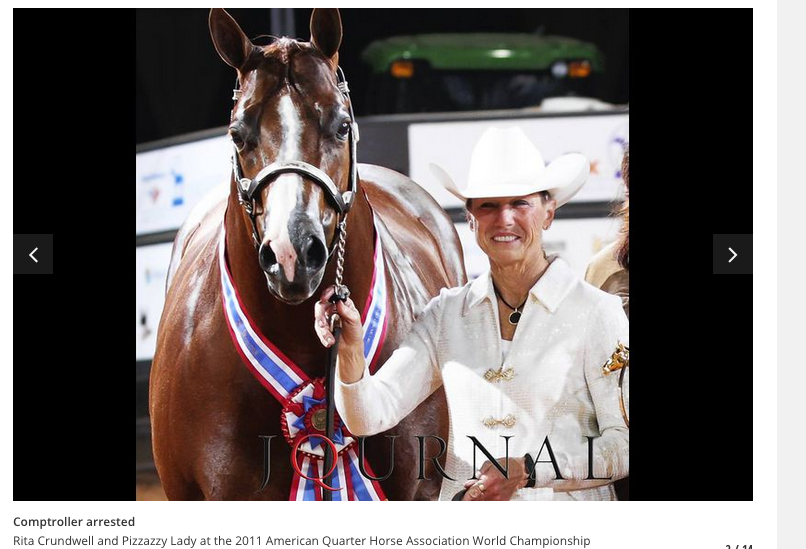 JOURNAL
Comptroller arrested
Rita Crundwell and Pizzazzy Lady at the 2011 American Quarter Horse Association World Championship